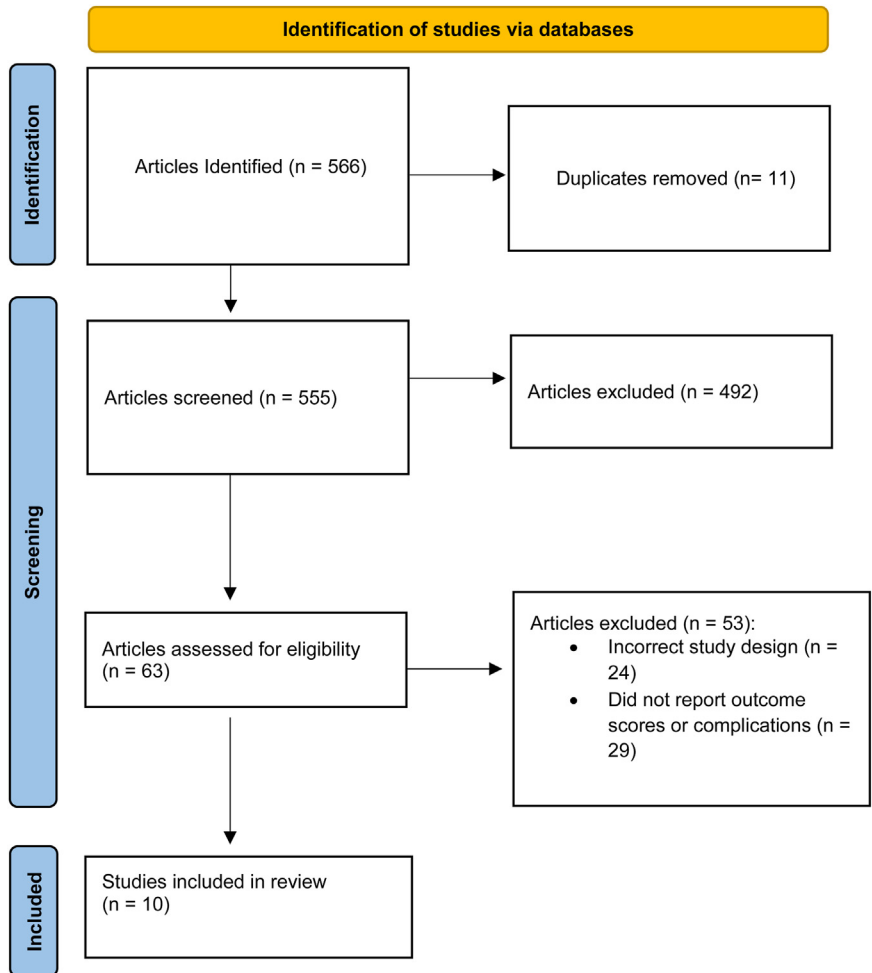 Identification of studies via databases
Identification
Articles Identified (n = 566)
Duplicates removed (n= 11)
Screening
Articles screened (n = 555)
Articles excluded (n = 492)
Articles assessed for eligibility
(n = 63)
Articles excluded (n = 53):
• Incorrect study design (n =
24)
• Did not report outcome
scores or complications (n =
29)
Included
Studies included in review
(n = 10)